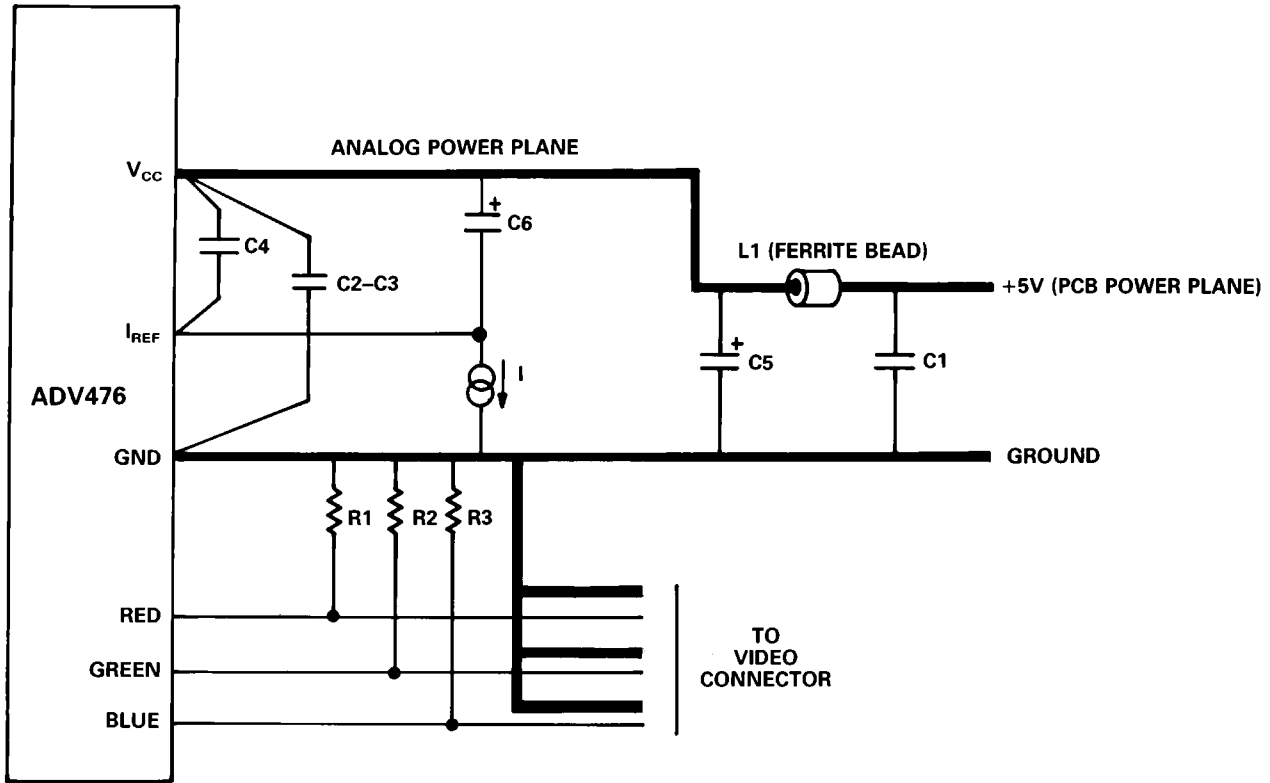 ANALOG POWER PLANE
VCC
+
C6
C4
L1 (FERRITE BEAD)
C2–C3
+5V (PCB POWER PLANE)
IREF
+
C5
C1
I
ADV476
GND
GROUND
R1
R2
R3
RED
GREEN
BLUE
TO
VIDEO
CONNECTOR